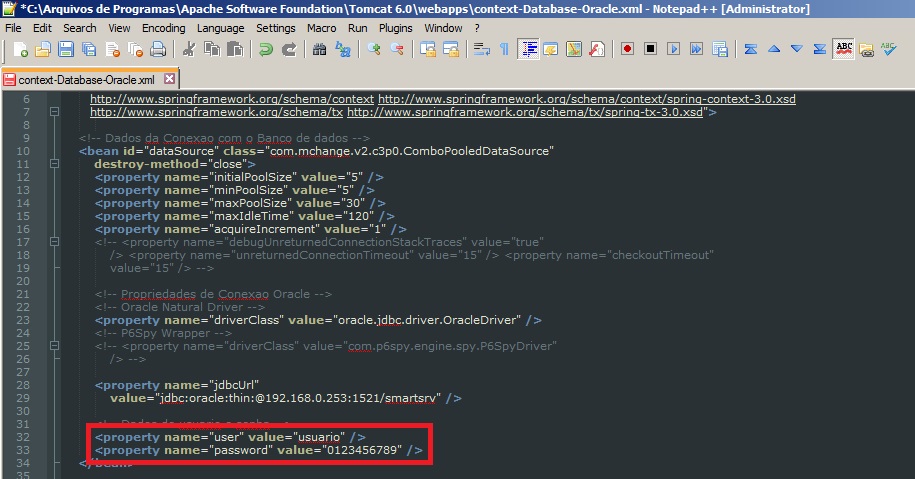 *C:\Arquivos de Programas\Apache Software Foundation\Tomcat 6.0\webapps\context-Database-Oracle.xml - Notepad++ [Administrator]
File Edit Search View Encoding Language Settings Macro Run Plugins Window ?
context-Database-Oracle.xml
6 http://www.springframework.org/schema/context http://www.springframework.org/schema/context/spring-context-3.0.xsd
7 http://www.springframework.org/schema/tx http://www.springframework.org/schema/tx/spring-tx-3.0.xsd">
8
9 <!-- Dados da Conexao com o Banco de dados -->
10 <bean id="dataSource" class="com.mchange.v2.c3p0.ComboPooledDataSource"
11 destroy-method="close">
12 <property name="initialPoolSize" value="5" />
13 <property name="minPoolSize" value="5" />
14 <property name="maxPoolSize" value="30" />
15 <property name="maxIdleTime" value="120" />
16 <property name="acquireIncrement" value="1" />
17 <!-- <property name="debugUnreturnedConnectionStackTraces" value="true"
18 /> <property name="unreturnedConnectionTimeout" value="15" /> <property name="checkoutTimeout"
19 value="15" /> -->
20
21 <!-- Propriedades de Conexao Oracle -->
22 <!-- Oracle Natural Driver -->
23 <property name="driverClass" value="oracle.jdbc.driver.OracleDriver" />
24 <!-- P6Spy Wrapper -->
25 <!-- <property name="driverClass" value="com.p6spy.engine.spy.P6SpyDriver"
26 /> -->
27
28 <property name="jdbcUrl"
29 value="jdbc:oracle:thin:@192.168.0.253:1521/smartsrv" />
30
31 <!-- Dados de usuario e senha -->
32 <property name="user" value="usuario" />
33 <property name="password" value="0123456789" />
34 </bean>
35